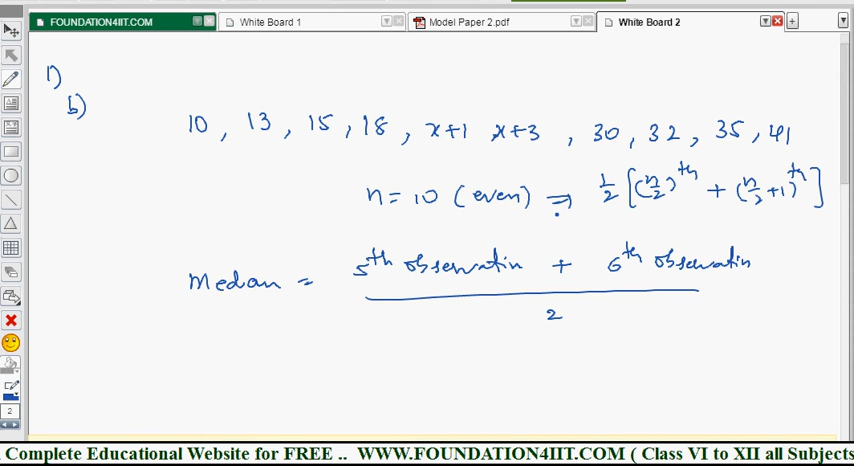 FOUNDATION4IIT.COM White Board 1 Model Paper 2.pdf White Board 2
1)
b)
10 , 13 , 15 , 18 , x+1 x+3 , 30 , 32 , 35 , 41
n = 10 (even) ⇒ 1/2 [(n/2)th + (n/2 +1)th]
Medan = 5th observatin + 6th observatin
2
2
Complete Educational Website for FREE .. WWW.FOUNDATION4IIT.COM ( Class VI to XII all Subjects